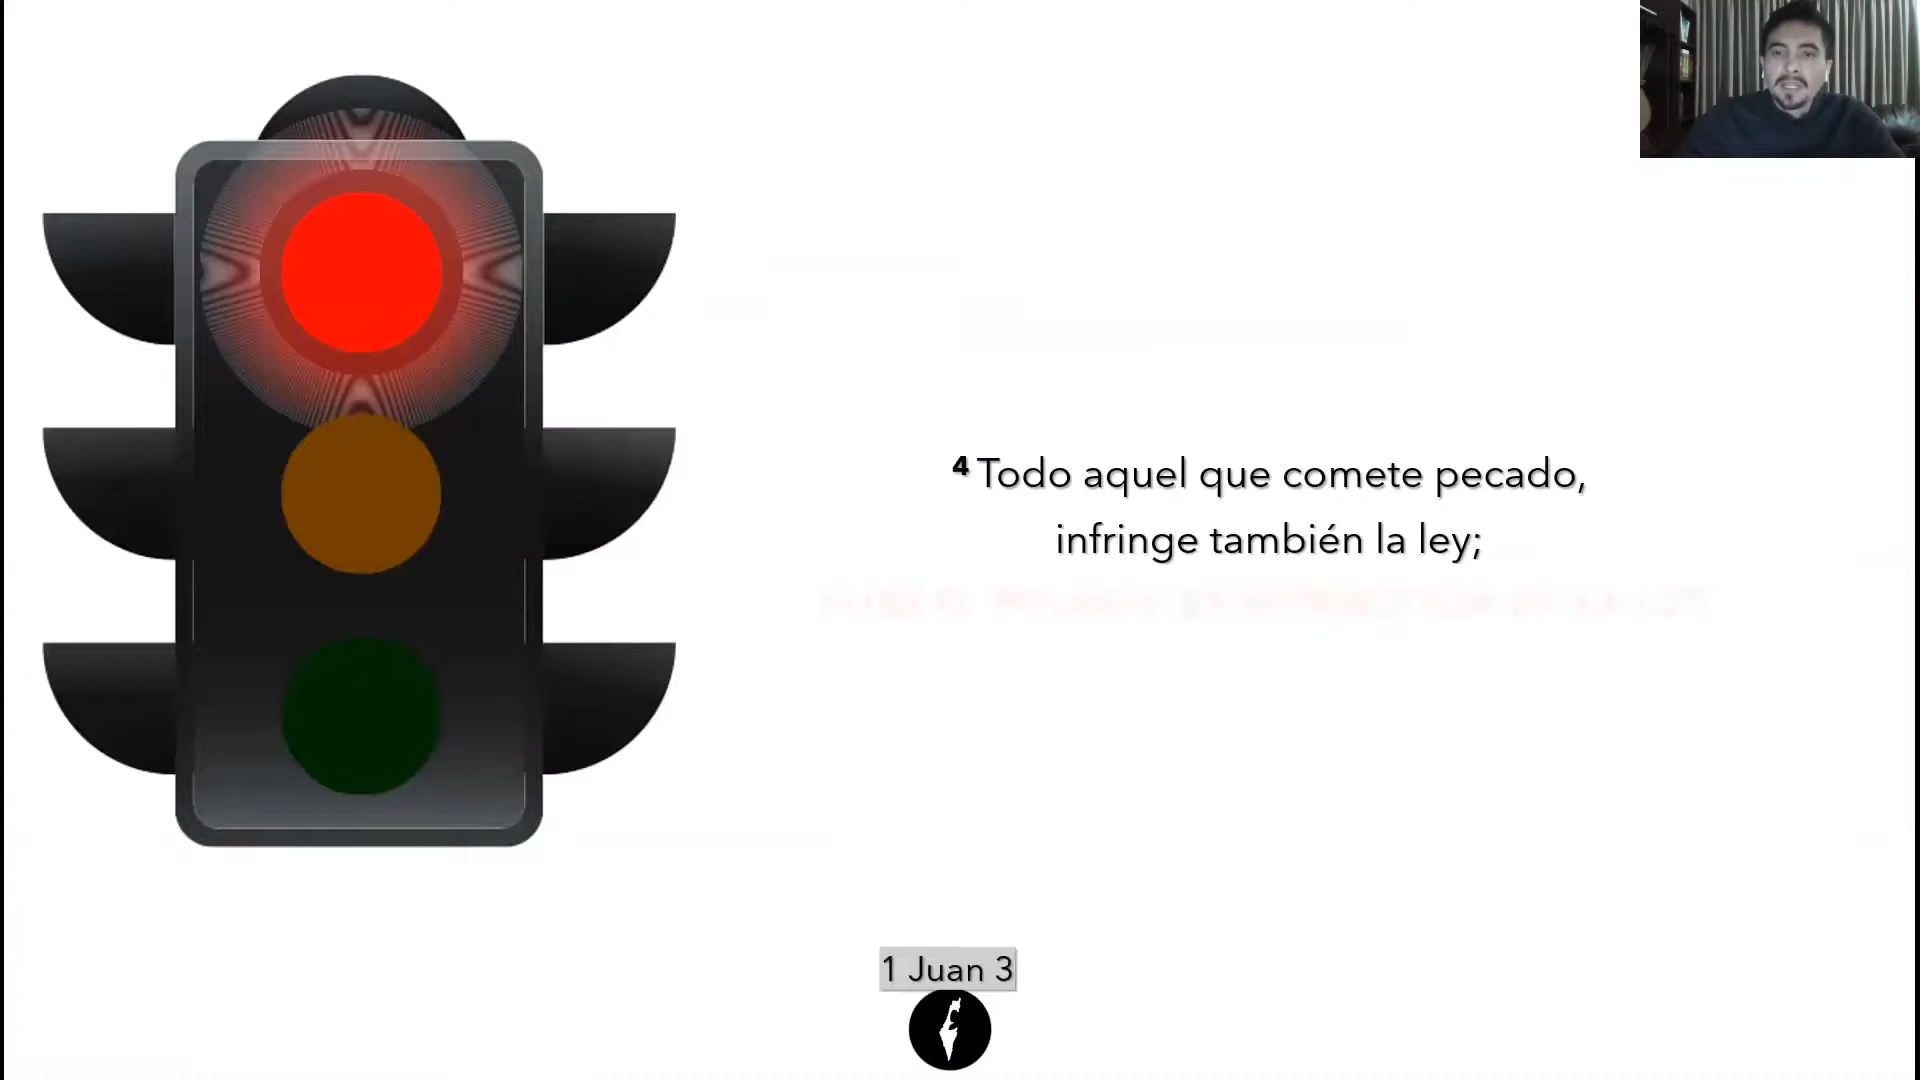 4 Todo aquel que comete pecado,
infringe también la ley;
1 Juan 3